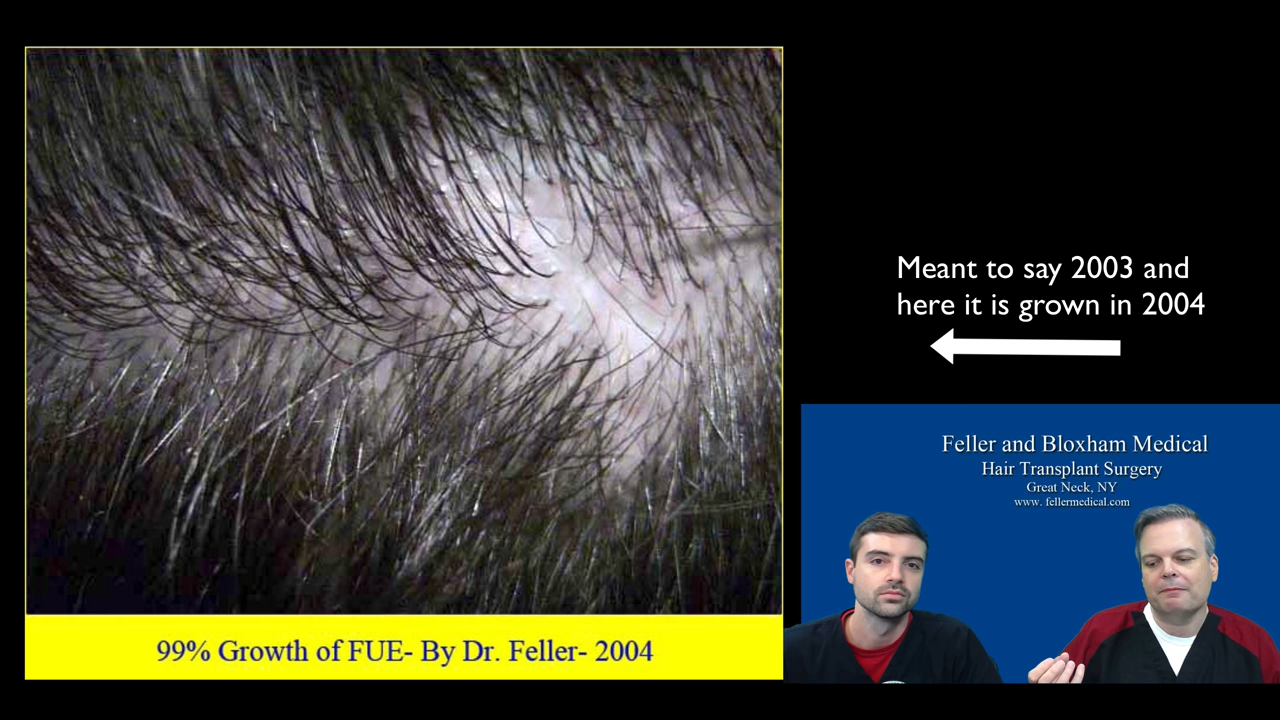 Meant to say 2003 and
here it is grown in 2004
Feller and Bloxham Medical
Hair Transplant Surgery
Great Neck, NY
www. fellermedical.com
99% Growth of FUE- By Dr. Feller- 2004